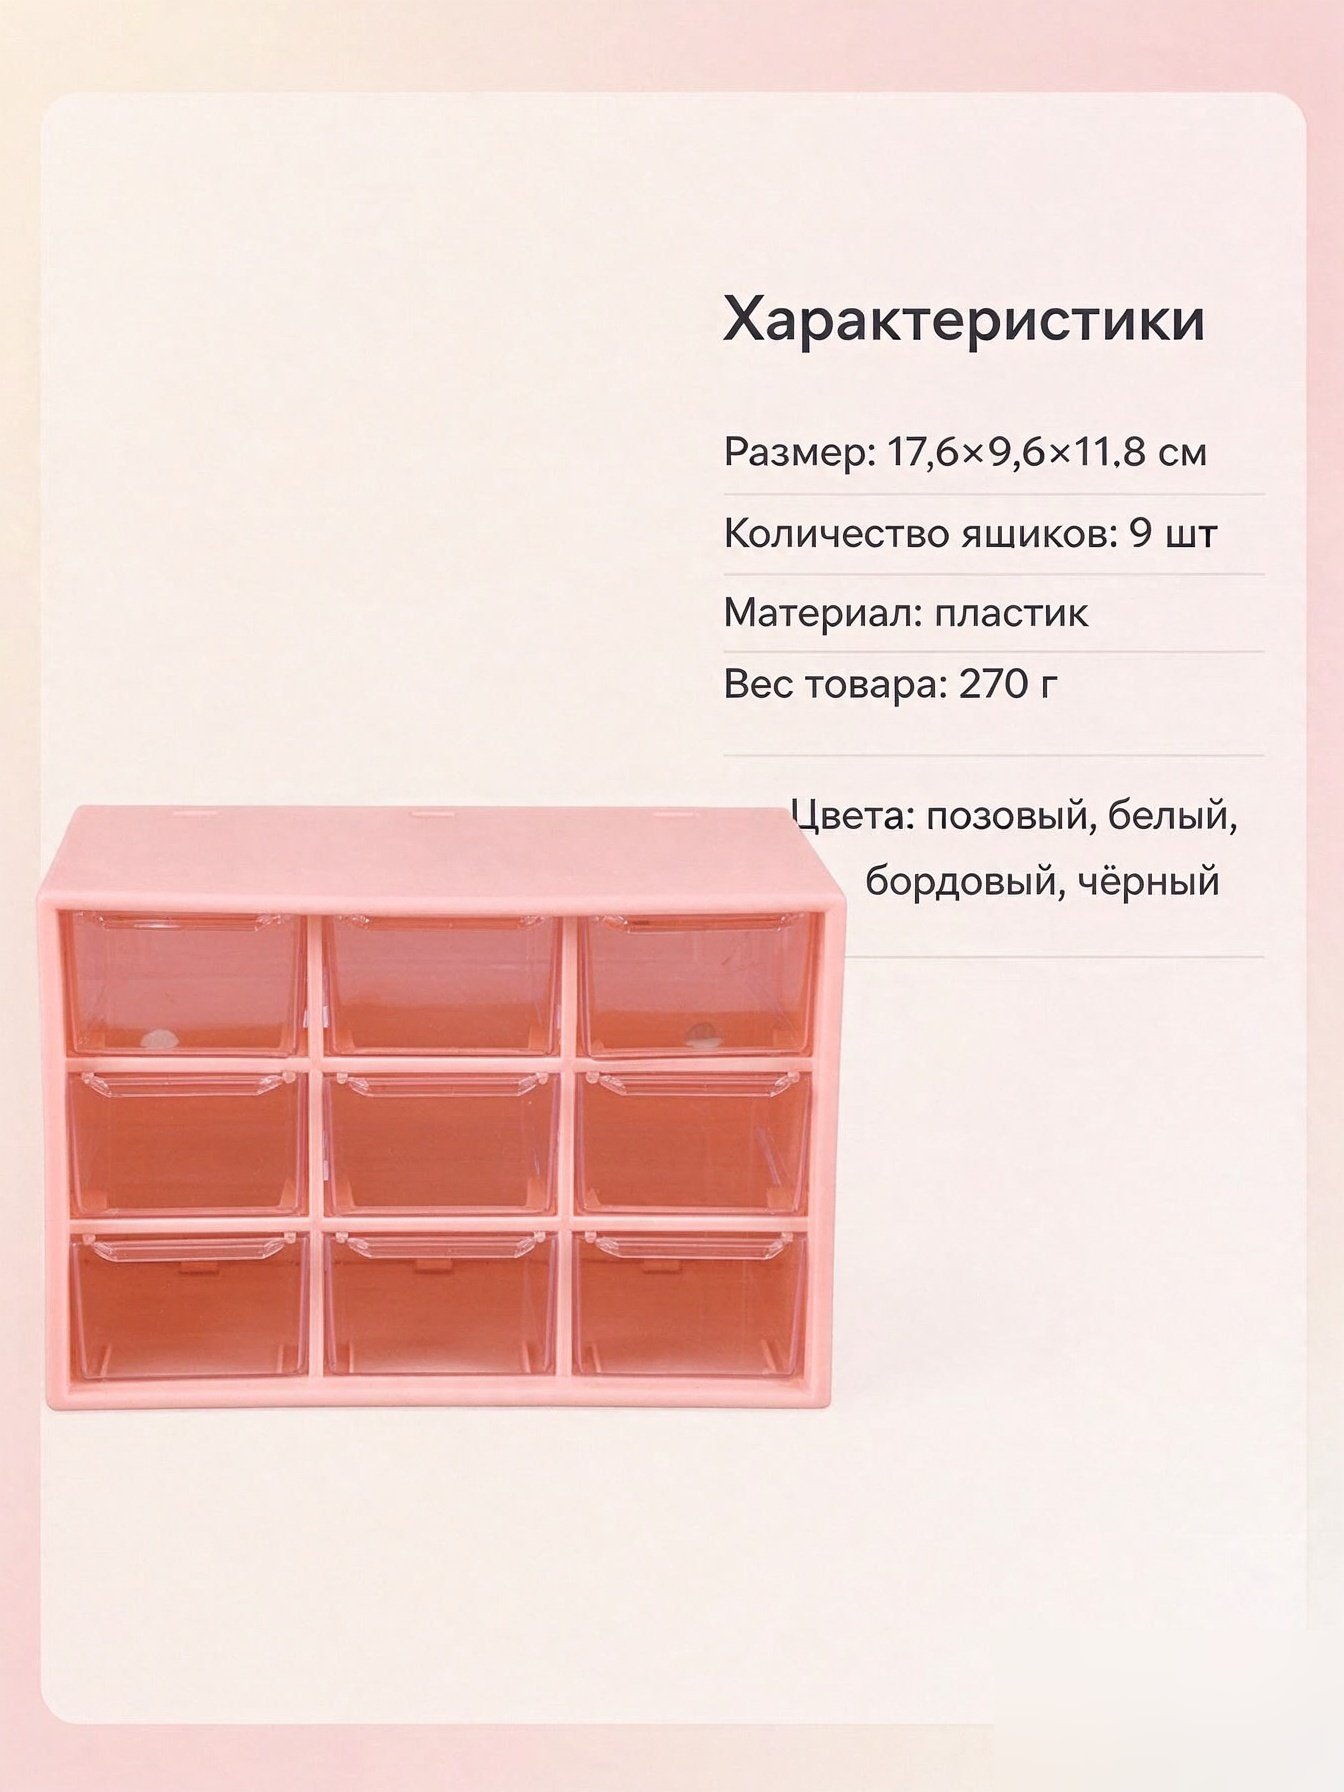 Характеристики
Размер: 17,6×9,6×11,8 см
Количество ящиков: 9 шт
Материал: пластик
Вес товара: 270 г
Цвета: позовый, белый,
бордовый, чёрный